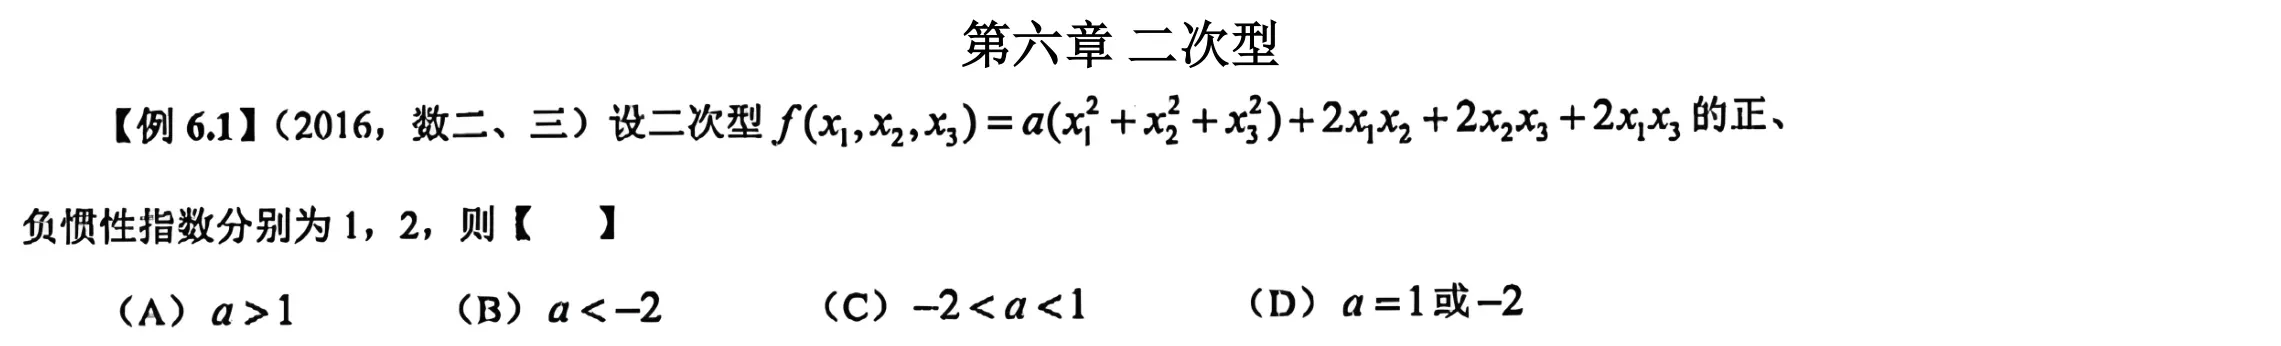 第六章 二次型
【例 6.1】（2016，数二、三）设二次型 $f(x_1,x_2,x_3)=a(x_1^2+x_2^2+x_3^2)+2x_1x_2+2x_2x_3+2x_1x_3$ 的正、
负惯性指数分别为 1，2，则【 】
（A）$a>1$ （B）$a<-2$ （C）$-2<a<1$ （D）$a=1$或$-2$